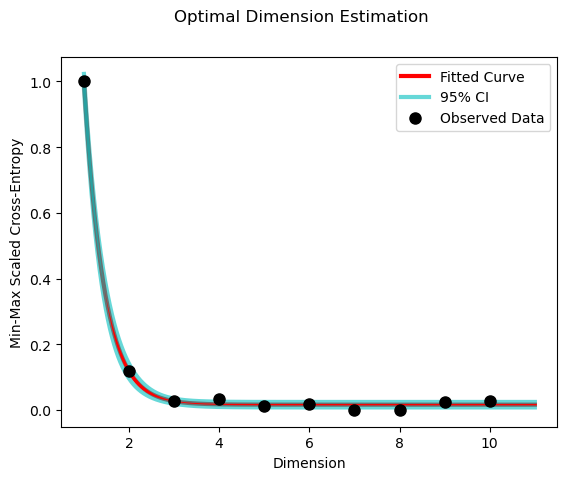 Optimal Dimension Estimation
Fitted Curve
95% CI
Observed Data
Min-Max Scaled Cross-Entropy
1.0
0.8
0.6
0.4
0.2
0.0
2
4
6
8
10
Dimension